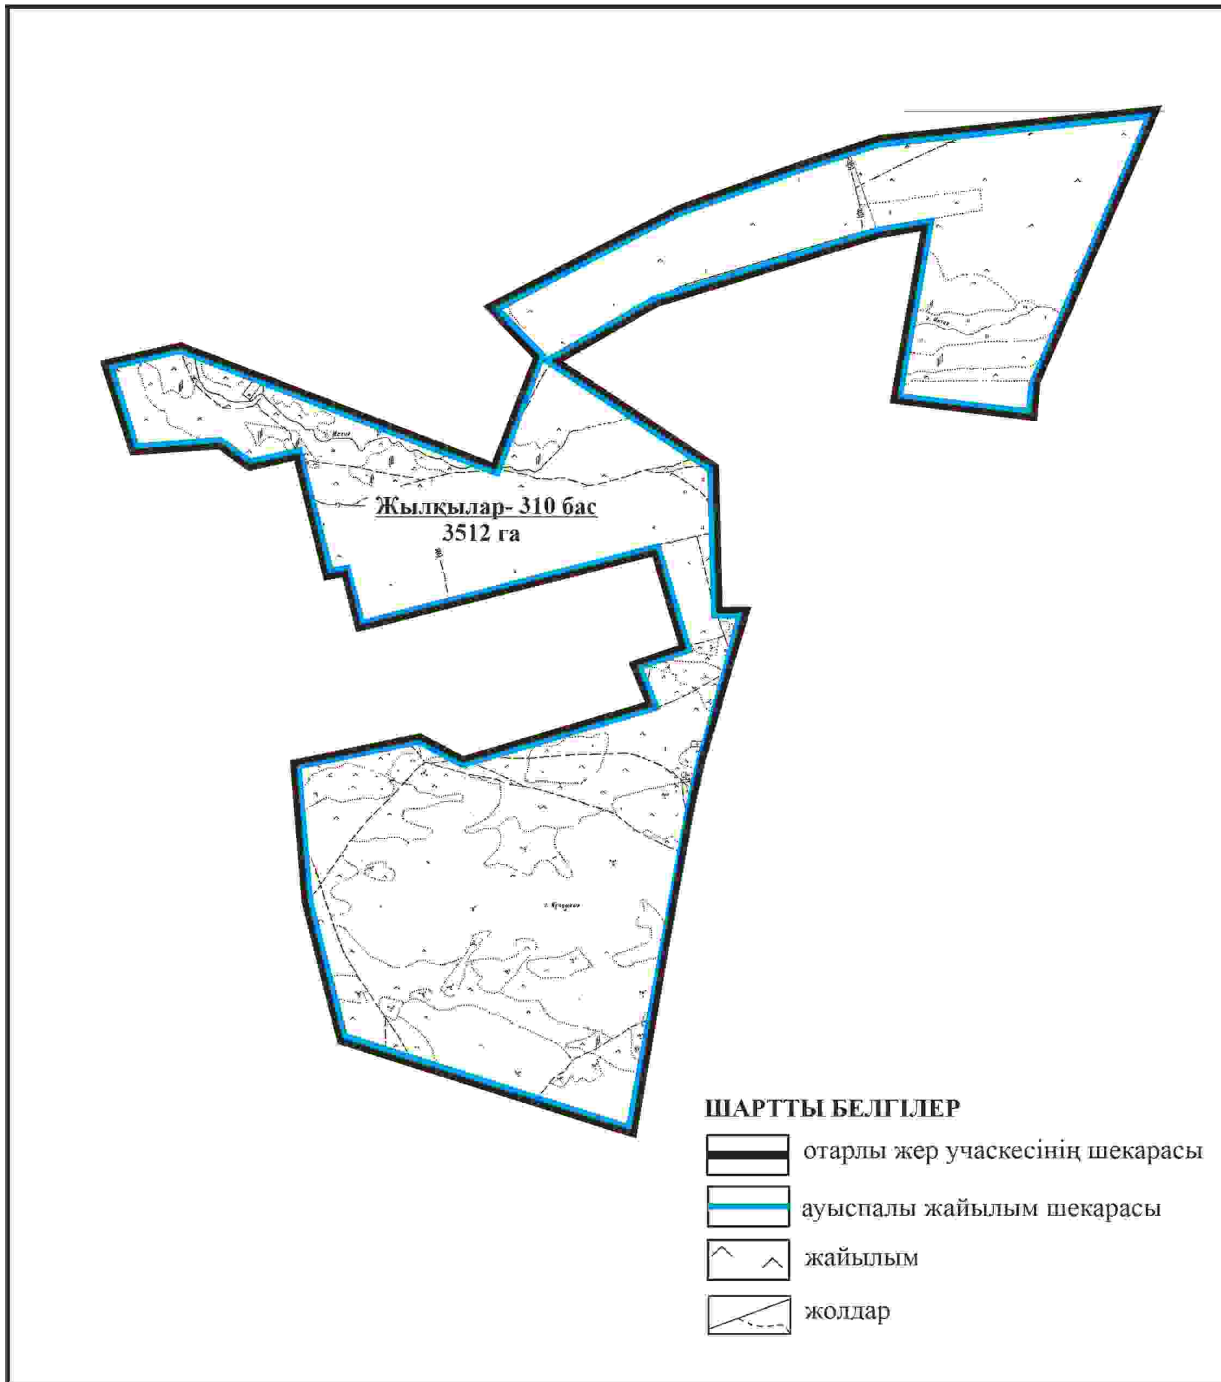 Жылқылар- 310 бас
3512 га
ШАРТТЫ БЕЛГІЛЕР
отарлы жер учаскесінің шекарасы
ауыспалы жайылым шекарасы
жайылым
жолдар